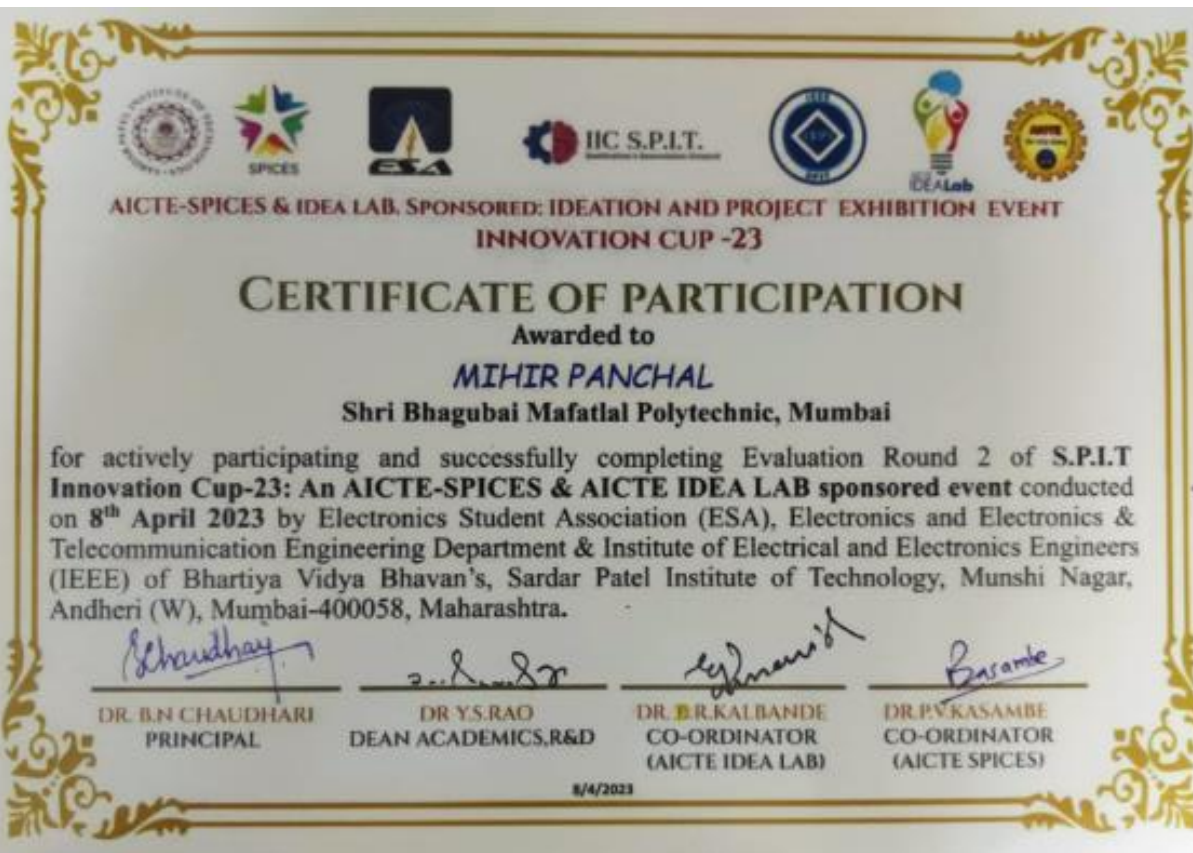 SPICES
ESA
IIC S.P.I.T.
IDEALab
AICTE-SPICES & IDEA LAB. SPONSORED: IDEATION AND PROJECT EXHIBITION EVENT
INNOVATION CUP -23
CERTIFICATE OF PARTICIPATION
Awarded to
MIHIR PANCHAL
Shri Bhagubai Mafatlal Polytechnic, Mumbai
for actively participating and successfully completing Evaluation Round 2 of S.P.I.T
Innovation Cup-23: An AICTE-SPICES & AICTE IDEA LAB sponsored event conducted
on 8th April 2023 by Electronics Student Association (ESA), Electronics and Electronics &
Telecommunication Engineering Department & Institute of Electrical and Electronics Engineers
(IEEE) of Bhartiya Vidya Bhavan's, Sardar Patel Institute of Technology, Munshi Nagar,
Andheri (W), Mumbai-400058, Maharashtra.
DR. B.N CHAUDHARI DR Y.S.RAO DR. D.R.KALBANDE DR.P.V.KASAMBE
PRINCIPAL DEAN ACADEMICS,R&D CO-ORDINATOR CO-ORDINATOR
(AICTE IDEA LAB) (AICTE SPICES)
8/4/2023